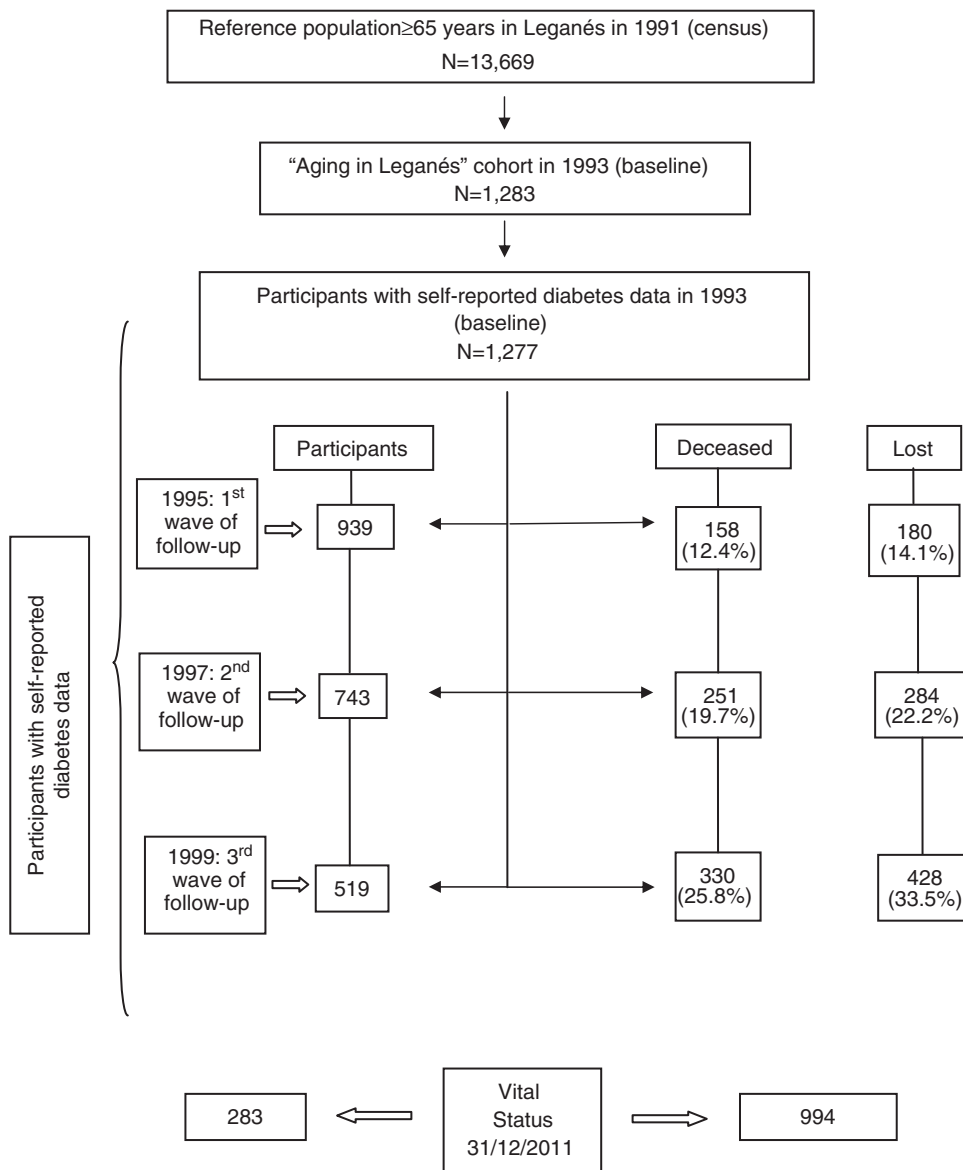 Reference population≥65 years in Leganés in 1991 (census)
N=13,669
“Aging in Leganés” cohort in 1993 (baseline)
N=1,283
Participants with self-reported diabetes data in 1993
(baseline)
N=1,277
Participants
Deceased
Lost
1995: 1st
wave of
follow-up
939
158
(12.4%)
180
(14.1%)
Participants with self-reported
diabetes data
1997: 2nd
wave of
follow-up
743
251
(19.7%)
284
(22.2%)
1999: 3rd
wave of
follow-up
519
330
(25.8%)
428
(33.5%)
283
Vital
Status
31/12/2011
994